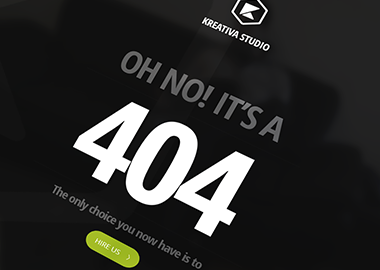 KREATIVA STUDIO
OH NO! IT'S A
404
The only choice you now have is to
HIRE US